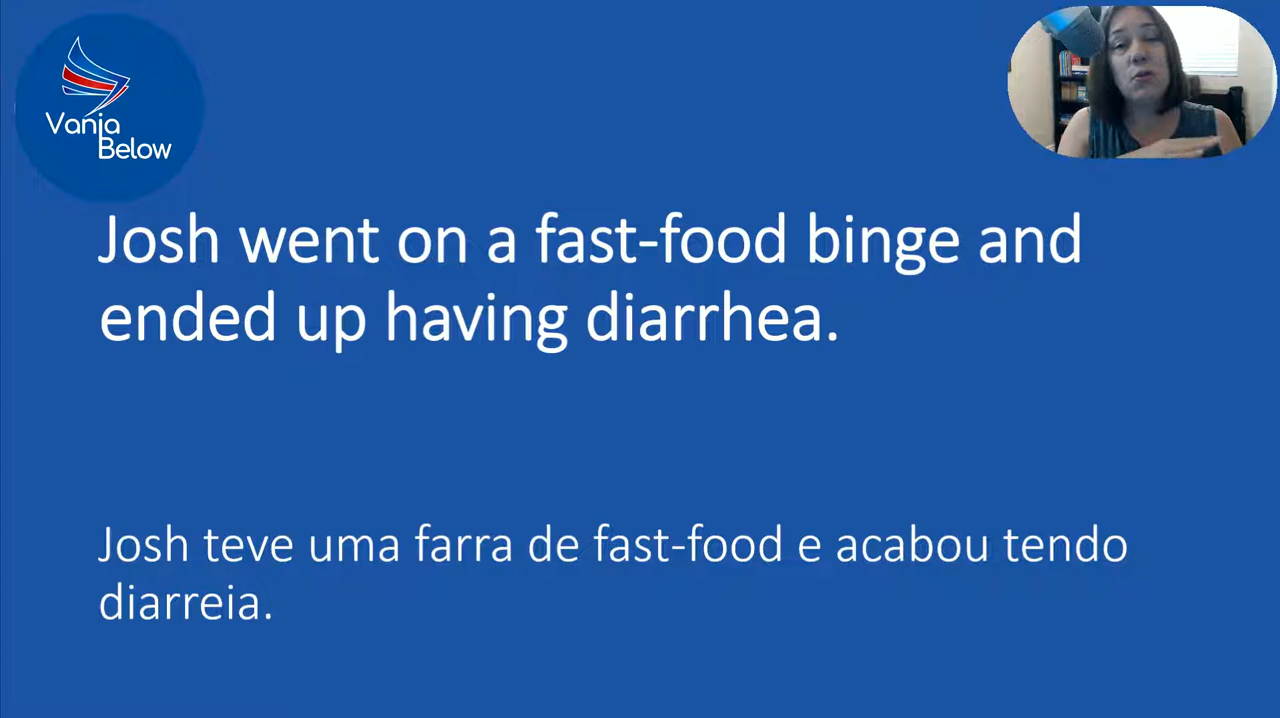 Vanja
Below
Josh went on a fast-food binge and
ended up having diarrhea.
Josh teve uma farra de fast-food e acabou tendo
diarreia.